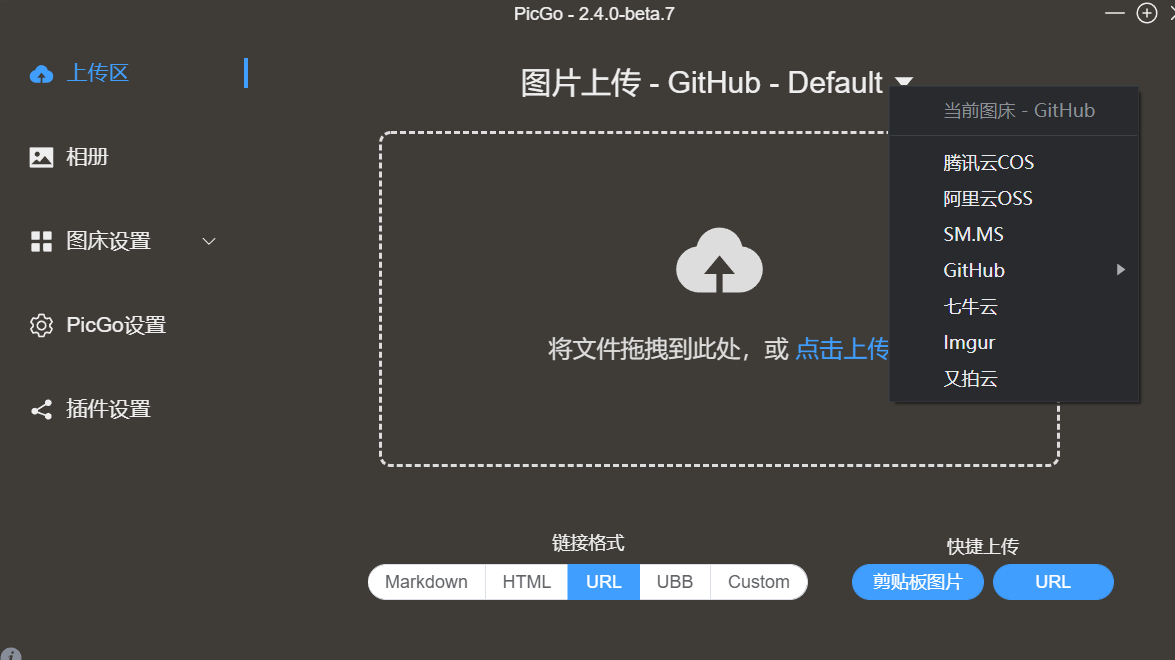 PicGo - 2.4.0-beta.7
上传区
相册
图床设置
PicGo设置
插件设置
图片上传 - GitHub - Default
当前图床 - GitHub
腾讯云COS
阿里云OSS
SM.MS
GitHub
七牛云
Imgur
又拍云
将文件拖拽到此处，或 点击上传
链接格式
Markdown
HTML
URL
UBB
Custom
快捷上传
剪贴板图片
URL